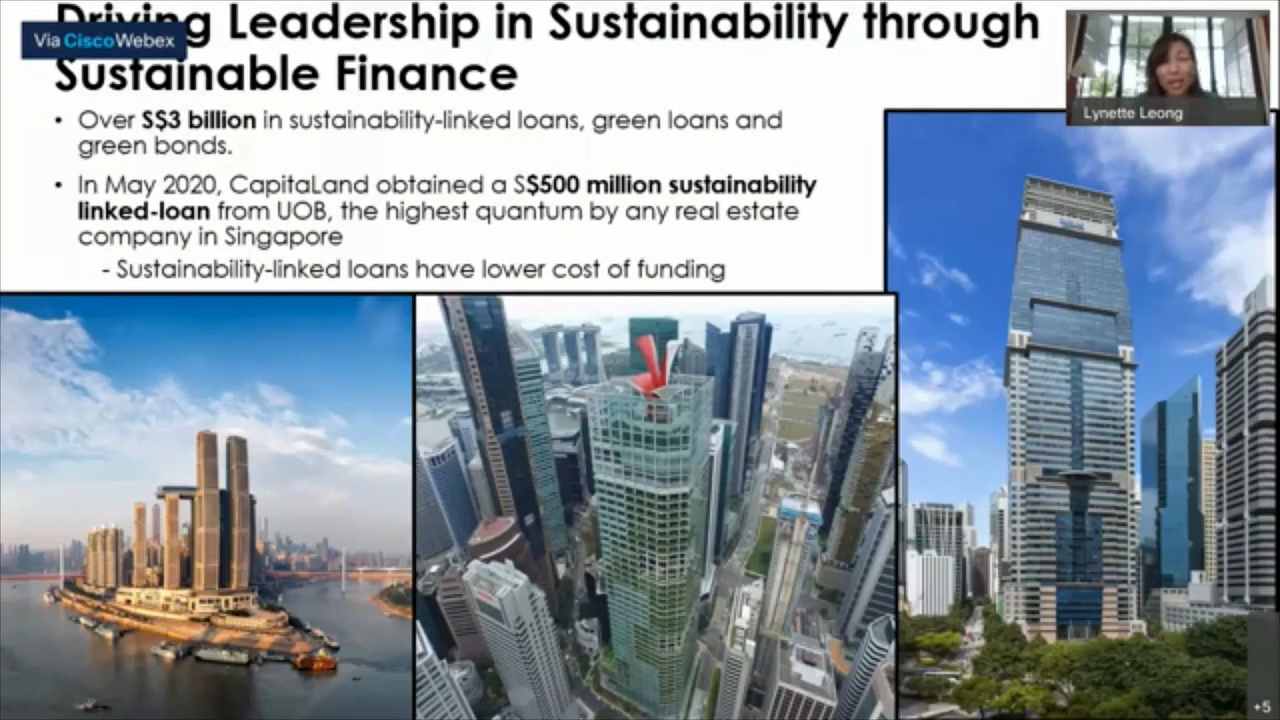 Driving Leadership in Sustainability through
Via CiscoWebex
Sustainable Finance
Lynette Leong
• Over S$3 billion in sustainability-linked loans, green loans and
green bonds.
• In May 2020, CapitaLand obtained a S$500 million sustainability
linked-loan from UOB, the highest quantum by any real estate
company in Singapore
- Sustainability-linked loans have lower cost of funding
+5